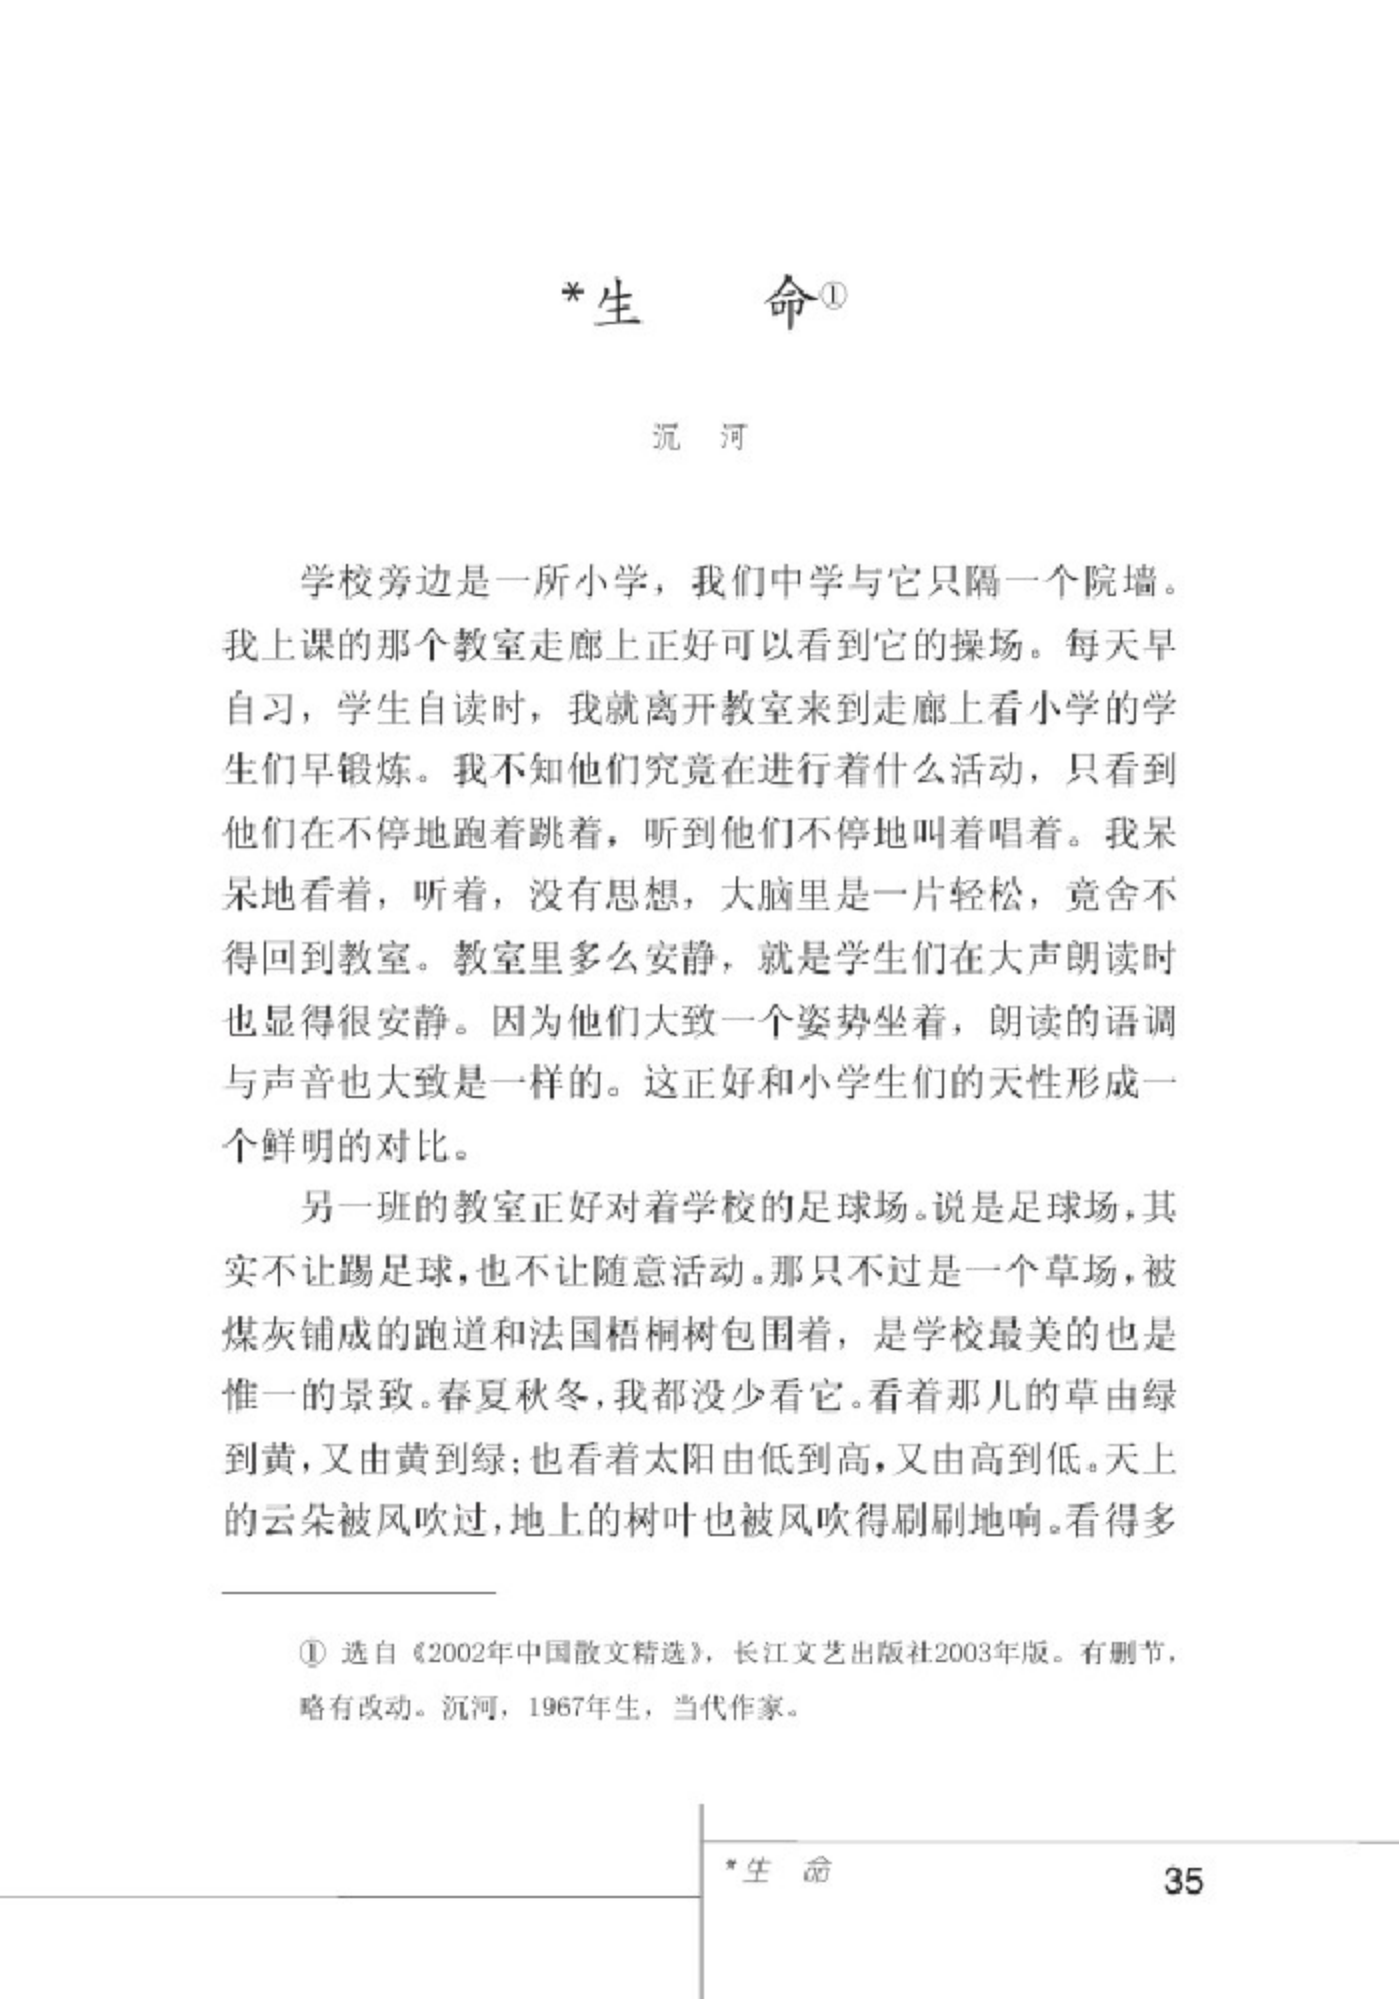 *生 命①
沉 河
学校旁边是一所小学，我们中学与它只隔一个院墙。
我上课的那个教室走廊上正好可以看到它的操场。每天早
自习，学生自读时，我就离开教室来到走廊上看小学的学
生们早锻炼。我不知他们究竟在进行着什么活动，只看到
他们在不停地跑着跳着，听到他们不停地叫着唱着。我呆
呆地看着，听着，没有思想，大脑里是一片轻松，竟舍不
得回到教室。教室里多么安静，就是学生们在大声朗读时
也显得很安静。因为他们大致一个姿势坐着，朗读的语调
与声音也大致是一样的。这正好和小学生们的天性形成一
个鲜明的对比。
另一班的教室正好对着学校的足球场。说是足球场，其
实不让踢足球，也不让随意活动。那只不过是一个草场，被
煤灰铺成的跑道和法国梧桐树包围着，是学校最美的也是
惟一的景致。春夏秋冬，我都没少看它。看着那儿的草由绿
到黄，又由黄到绿；也看着太阳由低到高，又由高到低。天上
的云朵被风吹过，地上的树叶也被风吹得刷刷地响。看得多
① 选自《2002年中国散文精选》，长江文艺出版社2003年版。有删节，
略有改动。沉河，1967年生，当代作家。
*生 命
35